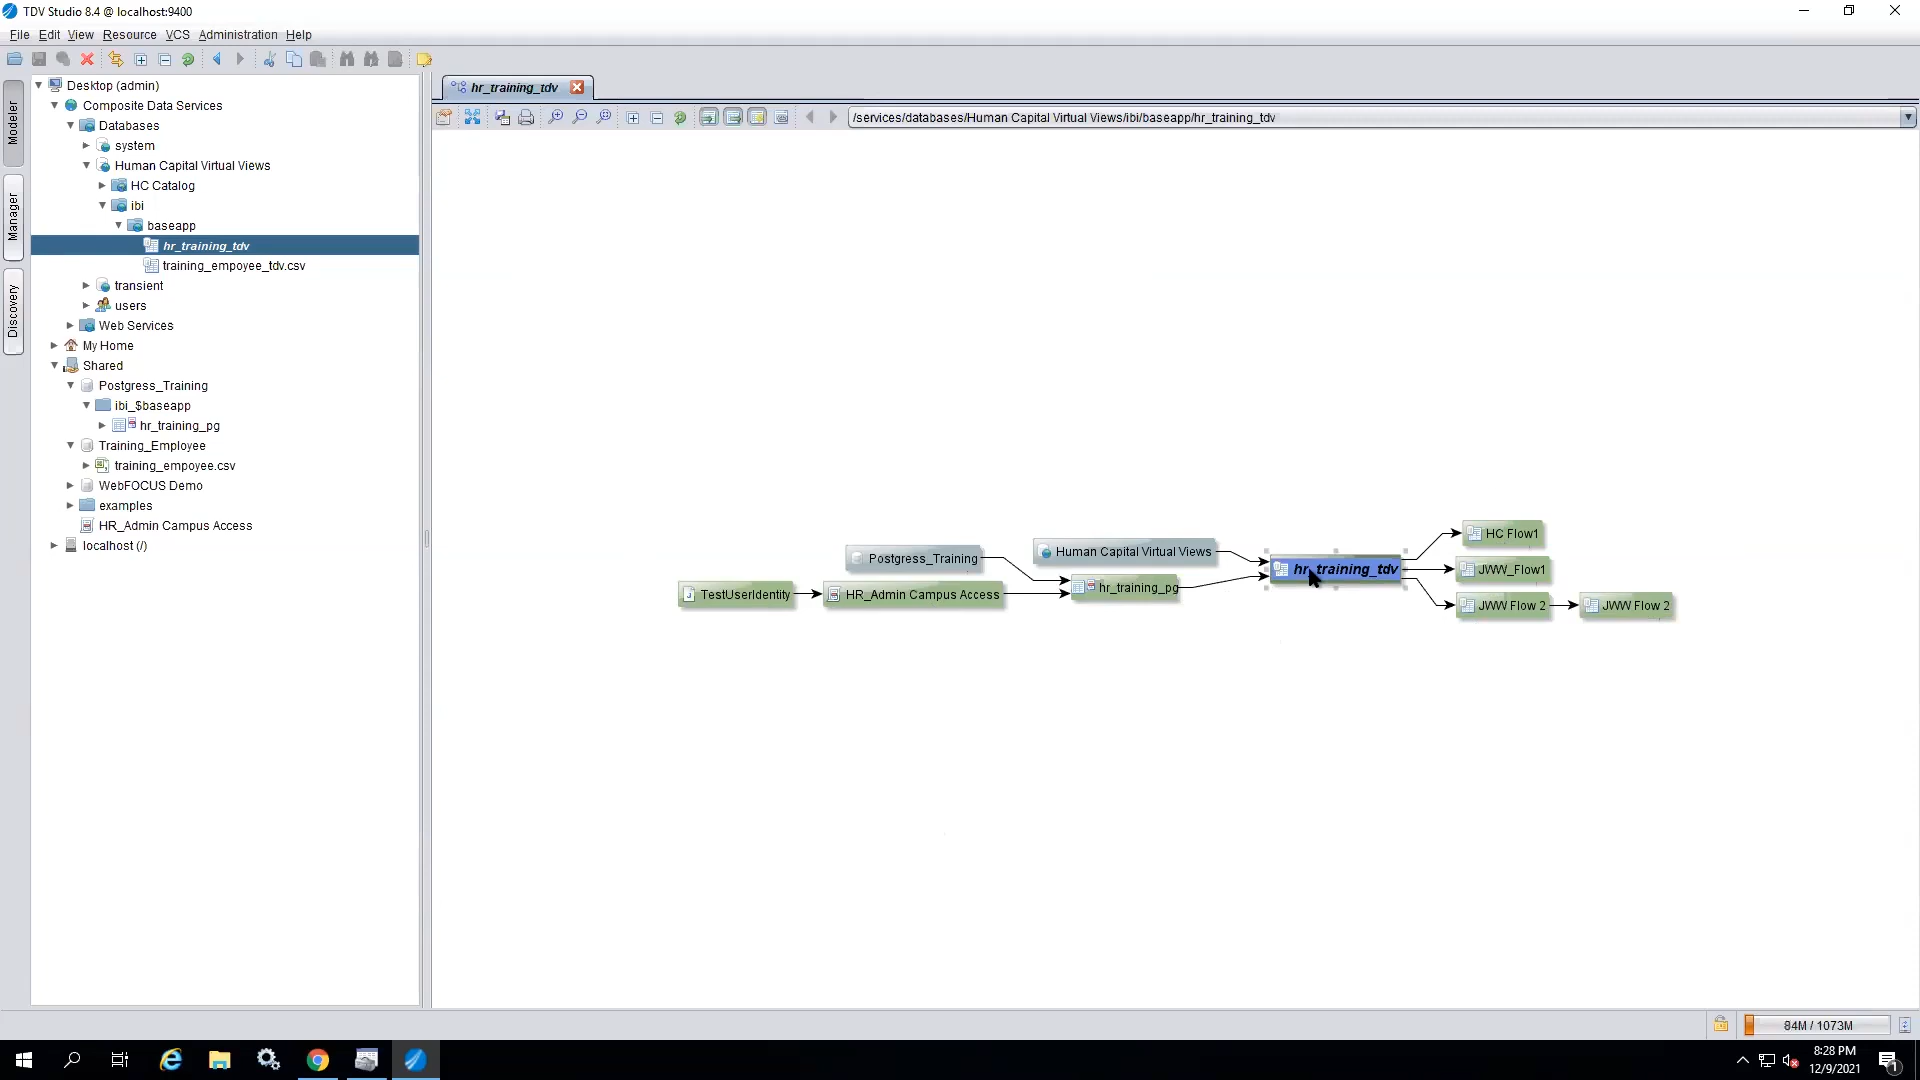 TDV Studio 8.4 @ localhost:9400
File Edit View Resource VCS Administration Help
Modeler
Manager
Discovery
Desktop (admin)
Composite Data Services
Databases
system
Human Capital Virtual Views
HC Catalog
ibi
baseapp
hr_training_tdv
training_empoyee_tdv.csv
transient
users
Web Services
My Home
Shared
Postgress_Training
ibi_$baseapp
hr_training_pg
Training_Employee
training_empoyee.csv
WebFOCUS Demo
examples
HR_Admin Campus Access
localhost (/)
hr_training_tdv
/services/databases/Human Capital Virtual Views/ibi/baseapp/hr_training_tdv
HC Flow1
Human Capital Virtual Views
Postgress_Training
hr_training_tdv
JWW_Flow1
hr_training_pg
TestUserIdentity
HR_Admin Campus Access
JWW Flow 2
JWW Flow 2
84M / 1073M
8:28 PM
12/9/2021
1